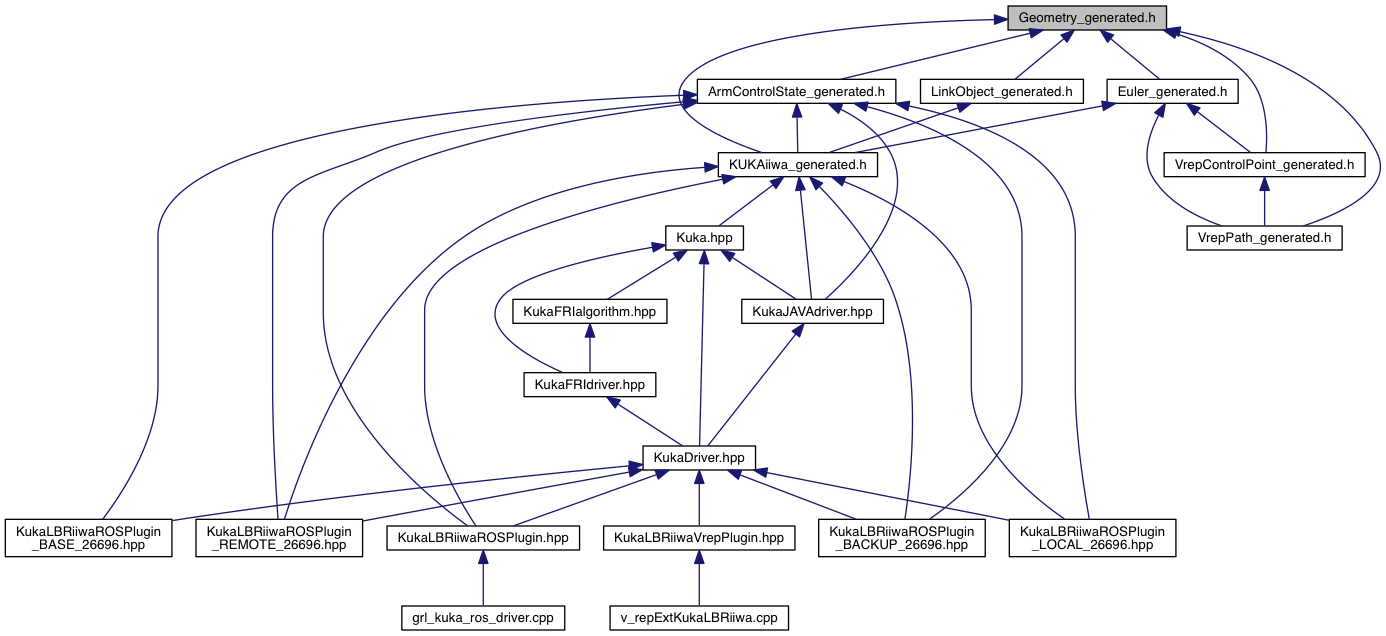 Geometry_generated.h
ArmControlState_generated.h
LinkObject_generated.h
Euler_generated.h
KUKAiiwa_generated.h
VrepControlPoint_generated.h
Kuka.hpp
VrepPath_generated.h
KukaFRIalgorithm.hpp
KukaJAVAdriver.hpp
KukaFRIdriver.hpp
KukaDriver.hpp
KukaLBRiiwaROSPlugin
_BASE_26696.hpp
KukaLBRiiwaROSPlugin
_REMOTE_26696.hpp
KukaLBRiiwaROSPlugin.hpp
KukaLBRiiwaVrepPlugin.hpp
KukaLBRiiwaROSPlugin
_BACKUP_26696.hpp
KukaLBRiiwaROSPlugin
_LOCAL_26696.hpp
grl_kuka_ros_driver.cpp
v_repExtKukaLBRiiwa.cpp